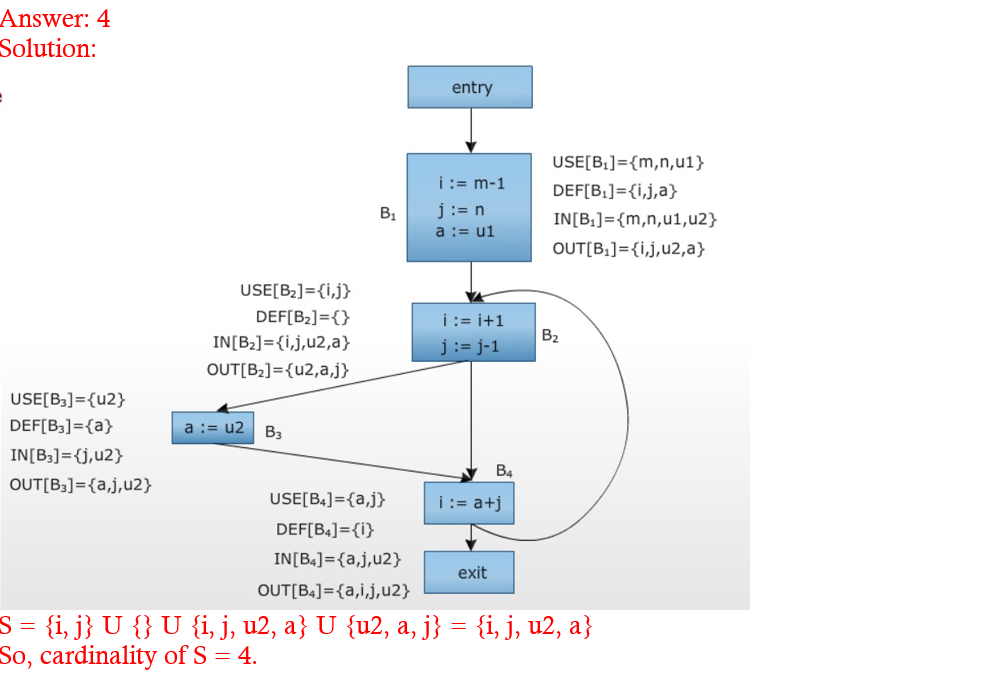 Answer: 4
Solution:
entry
i := m-1
j := n
a := u1
B₁
USE[B₁]={m,n,u1}
DEF[B₁]={i,j,a}
IN[B₁]={m,n,u1,u2}
OUT[B₁]={i,j,u2,a}
USE[B₂]={i,j}
DEF[B₂]={}
IN[B₂]={i,j,u2,a}
OUT[B₂]={u2,a,j}
i := i+1
j := j-1
B₂
USE[B₃]={u2}
DEF[B₃]={a}
IN[B₃]={j,u2}
OUT[B₃]={a,j,u2}
a := u2
B₃
B₄
USE[B₄]={a,j}
DEF[B₄]={i}
IN[B₄]={a,j,u2}
OUT[B₄]={a,i,j,u2}
i := a+j
exit
S = {i, j} U {} U {i, j, u2, a} U {u2, a, j} = {i, j, u2, a}
So, cardinality of S = 4.